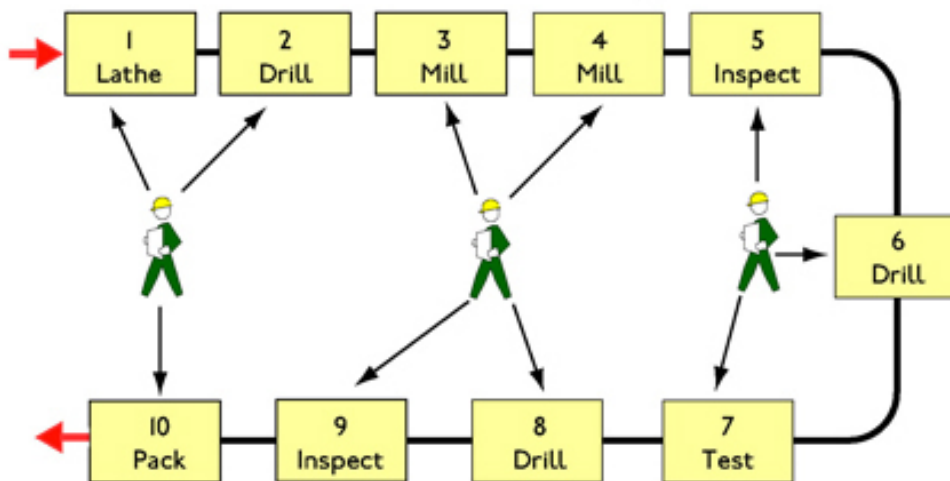 1
Lathe
2
Drill
3
Mill
4
Mill
5
Inspect
6
Drill
7
Test
8
Drill
9
Inspect
10
Pack